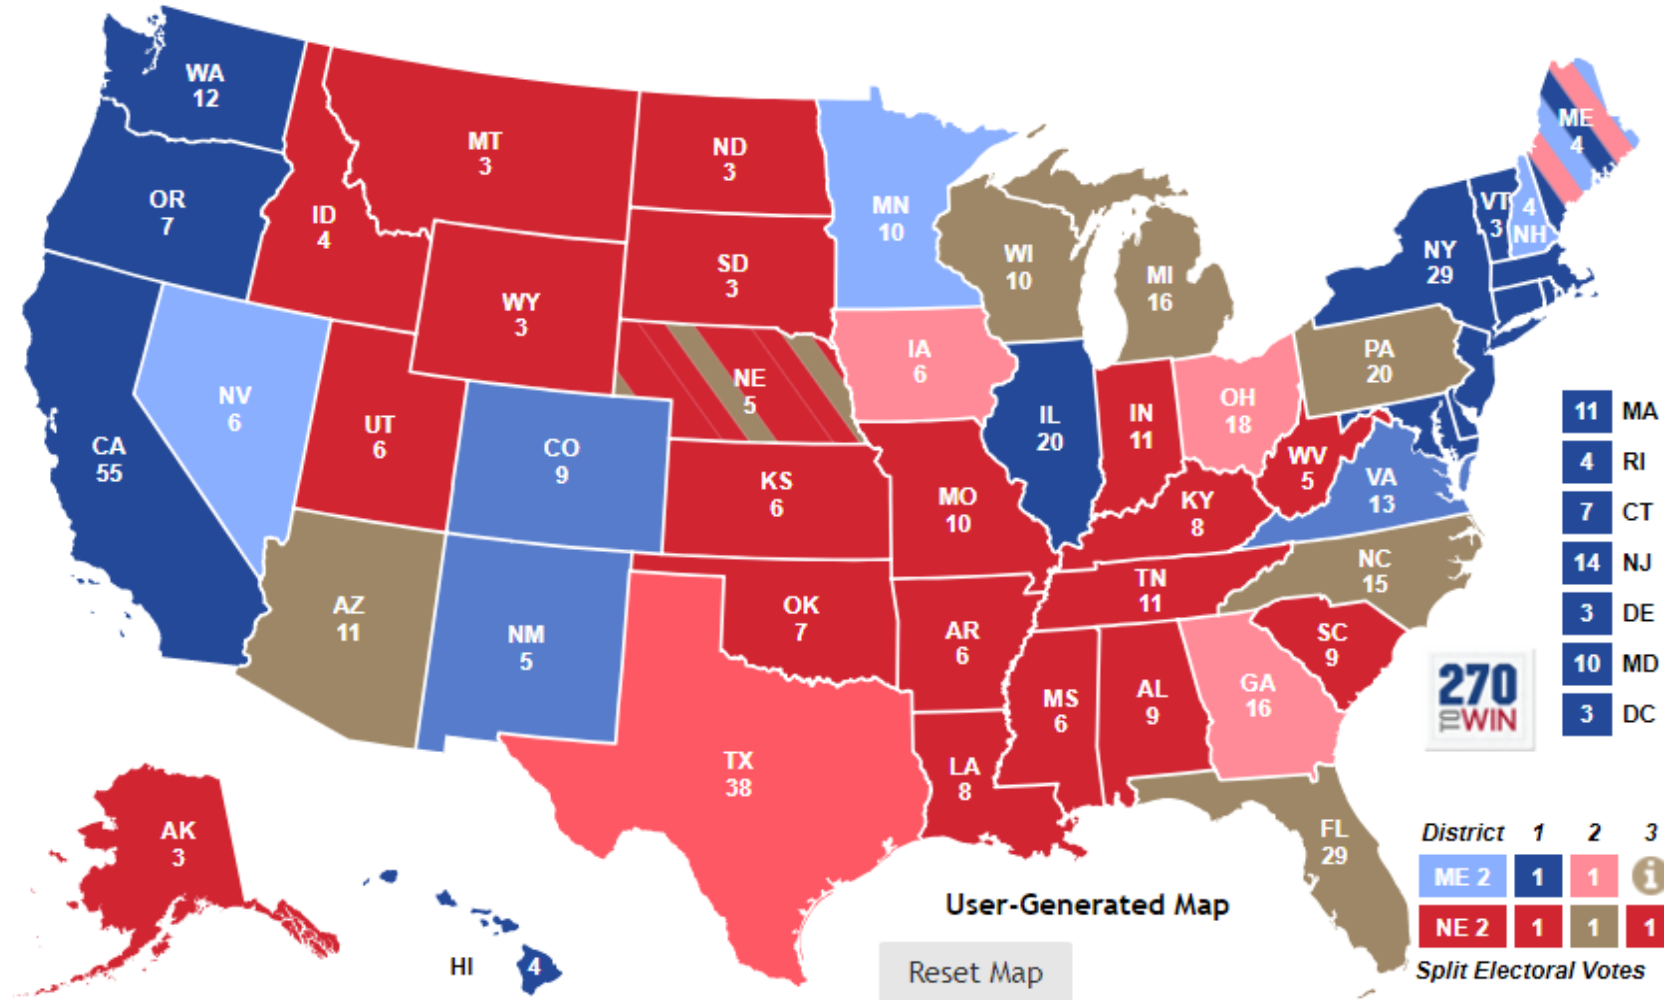 WA
12
OR
7
CA
55
NV
6
ID
4
MT
3
WY
3
UT
6
CO
9
AZ
11
NM
5
ND
3
SD
3
NE
5
KS
6
OK
7
TX
38
MN
10
IA
6
MO
10
AR
6
LA
8
WI
10
IL
20
MI
16
IN
11
OH
18
KY
8
TN
11
MS
6
AL
9
GA
16
FL
29
SC
9
NC
15
VA
13
WV
5
PA
20
NY
29
VT
3
4
NH
ME
4
AK
3
HI
4
11 MA
4 RI
7 CT
14 NJ
3 DE
10 MD
3 DC
270
TO WIN
User-Generated Map
Reset Map
District 1 2 3
ME 2 1 1 i
NE 2 1 1 1
Split Electoral Votes